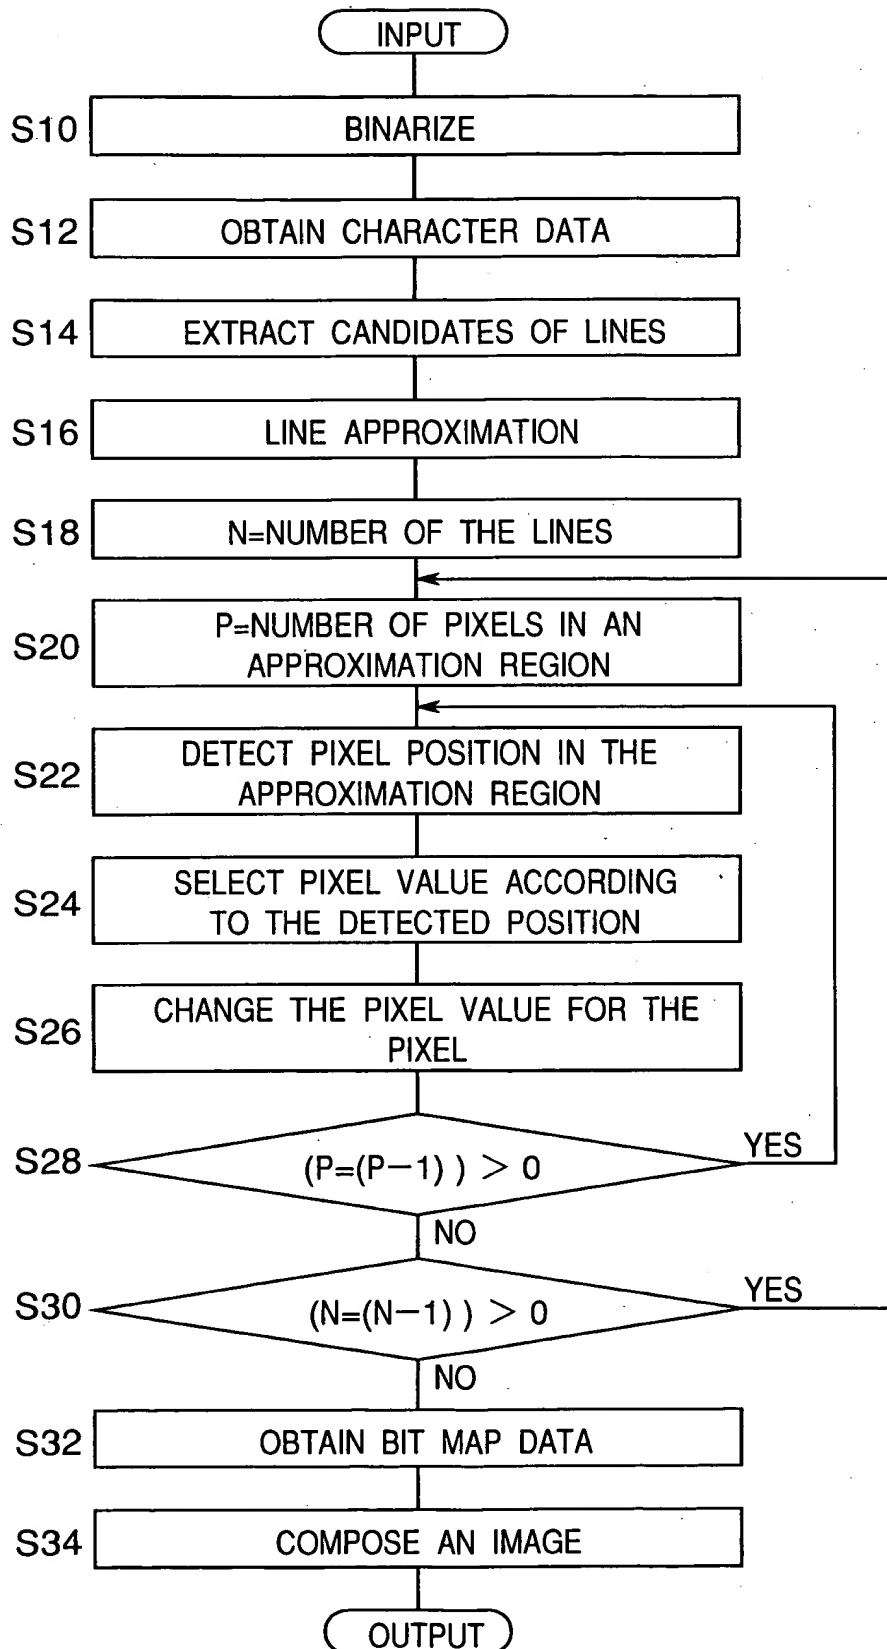 INPUT
S10 BINARIZE
S12 OBTAIN CHARACTER DATA
S14 EXTRACT CANDIDATES OF LINES
S16 LINE APPROXIMATION
S18 N=NUMBER OF THE LINES
S20 P=NUMBER OF PIXELS IN AN
APPROXIMATION REGION
S22 DETECT PIXEL POSITION IN THE
APPROXIMATION REGION
S24 SELECT PIXEL VALUE ACCORDING
TO THE DETECTED POSITION
S26 CHANGE THE PIXEL VALUE FOR THE
PIXEL
S28 (P=(P−1) ) > 0 YES
NO
S30 (N=(N−1) ) > 0 YES
NO
S32 OBTAIN BIT MAP DATA
S34 COMPOSE AN IMAGE
OUTPUT